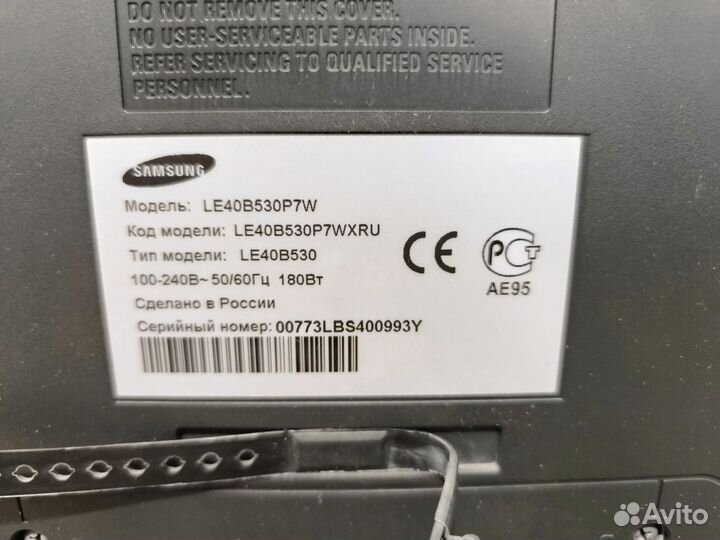 DO NOT REMOVE THIS COVER.
NO USER-SERVICEABLE PARTS INSIDE.
REFER SERVICING TO QUALIFIED SERVICE
PERSONNEL.
SAMSUNG
Модель: LE40B530P7W
Код модели: LE40B530P7WXRU
Тип модели: LE40B530
100-240В~ 50/60Гц 180Вт
Сделано в России
Серийный номер: 00773LBS400993Y
CE
РСТ
АЕ95
Avito